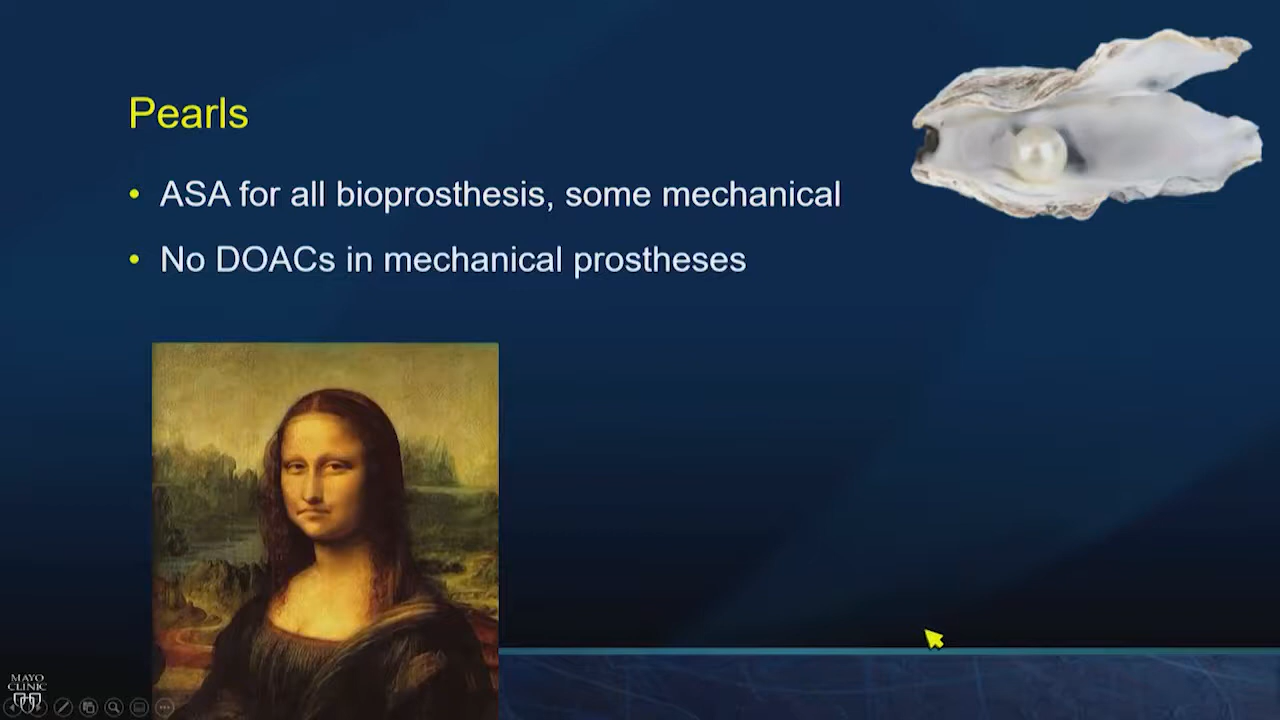 Pearls
• ASA for all bioprosthesis, some mechanical
• No DOACs in mechanical prostheses
MAYO
CLINIC